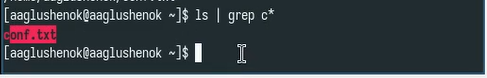 [aaglushenok@aaglushenok ~]$ ls | grep c*
conf.txt
[aaglushenok@aaglushenok ~]$